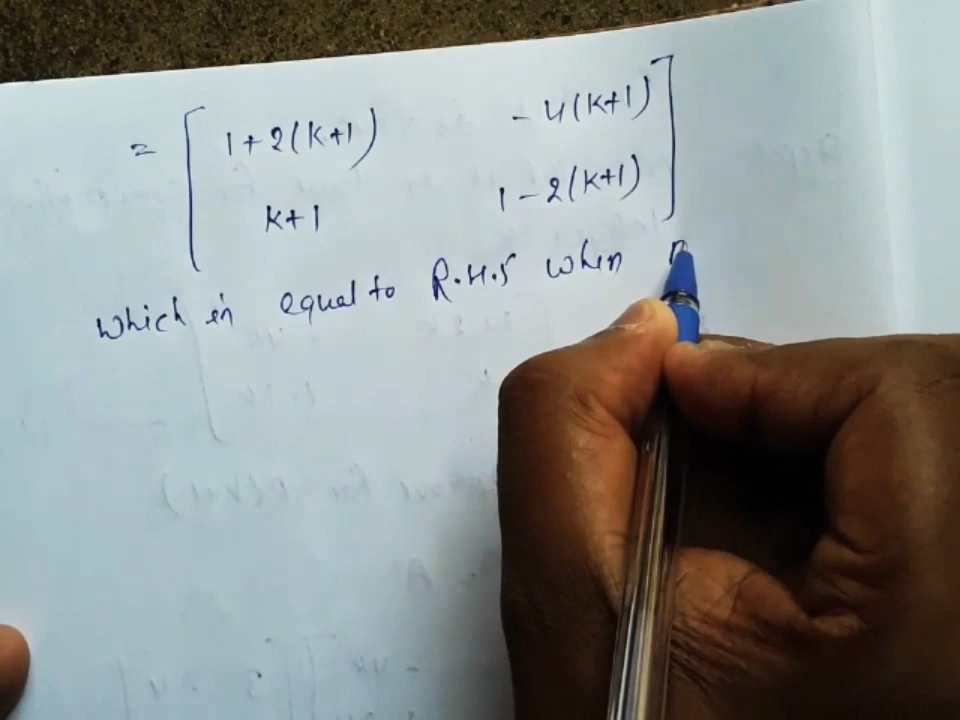 = [ 1+2(k+1) -4(k+1)
k+1 1-2(k+1) ]
which is equal to R.H.S when n